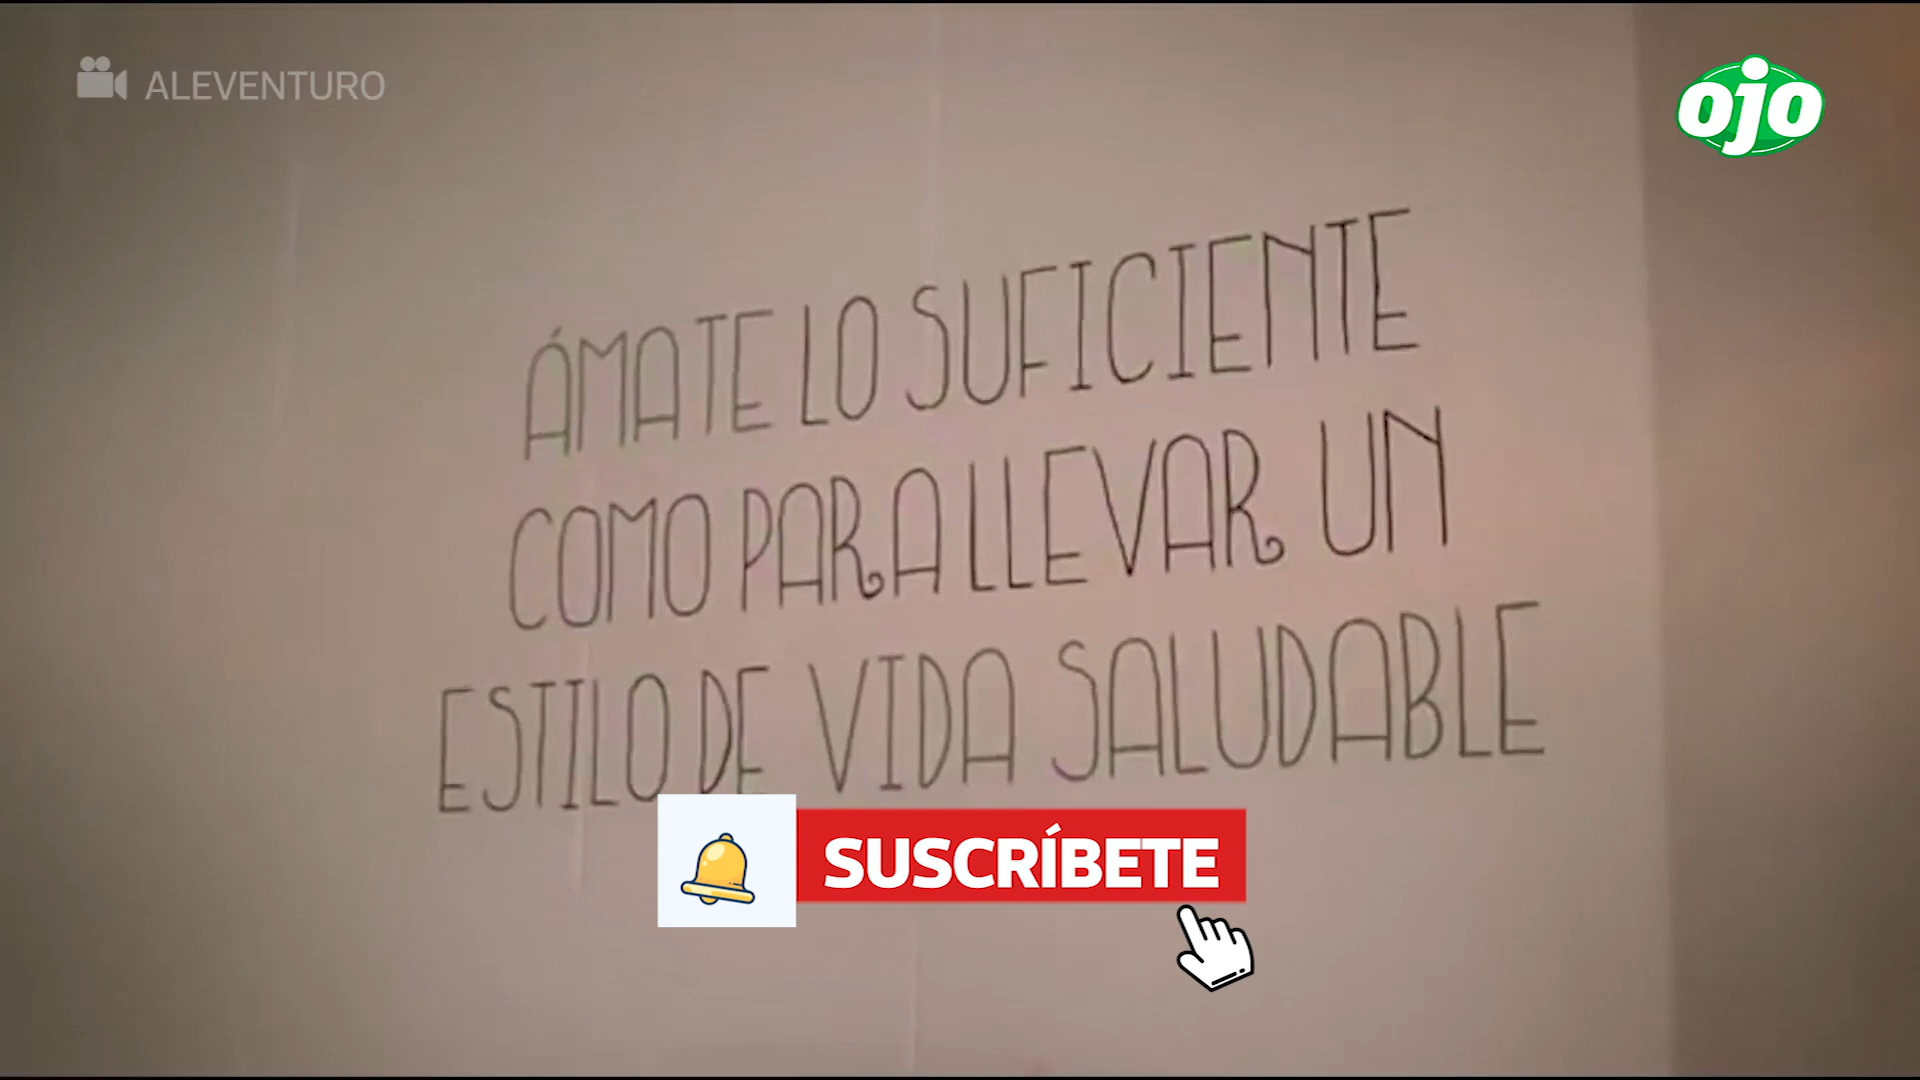 ALEVENTURO
ojo
ÁMATE LO SUFICIENTE
COMO PARA LLEVAR UN
ESTILO DE VIDA SALUDABLE
SUSCRÍBETE